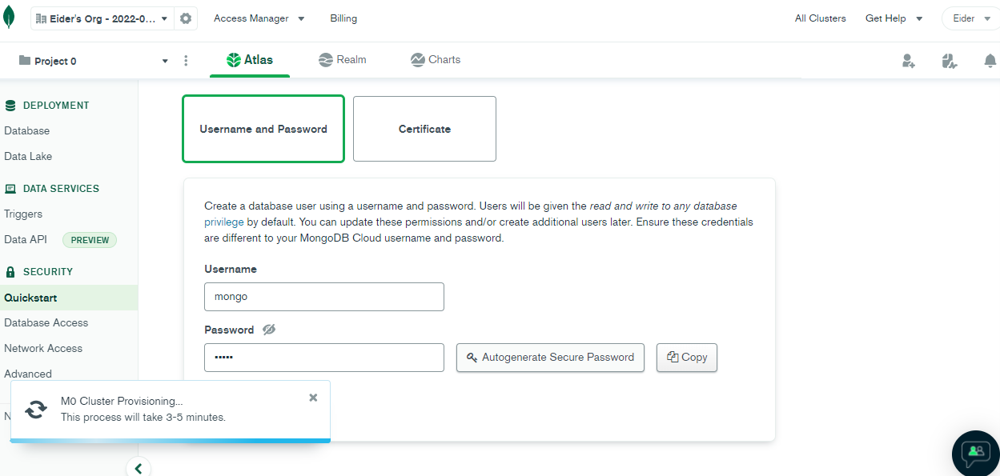 Eider's Org - 2022-0...
Access Manager
Billing
All Clusters
Get Help
Eider
Project 0
Atlas
Realm
Charts
DEPLOYMENT
Database
Data Lake
DATA SERVICES
Triggers
Data API PREVIEW
SECURITY
Quickstart
Database Access
Network Access
Advanced
N
Username and Password
Certificate
Create a database user using a username and password. Users will be given the read and write to any database
privilege by default. You can update these permissions and/or create additional users later. Ensure these credentials
are different to your MongoDB Cloud username and password.
Username
mongo
Password
•••••
Autogenerate Secure Password
Copy
M0 Cluster Provisioning...
This process will take 3-5 minutes.